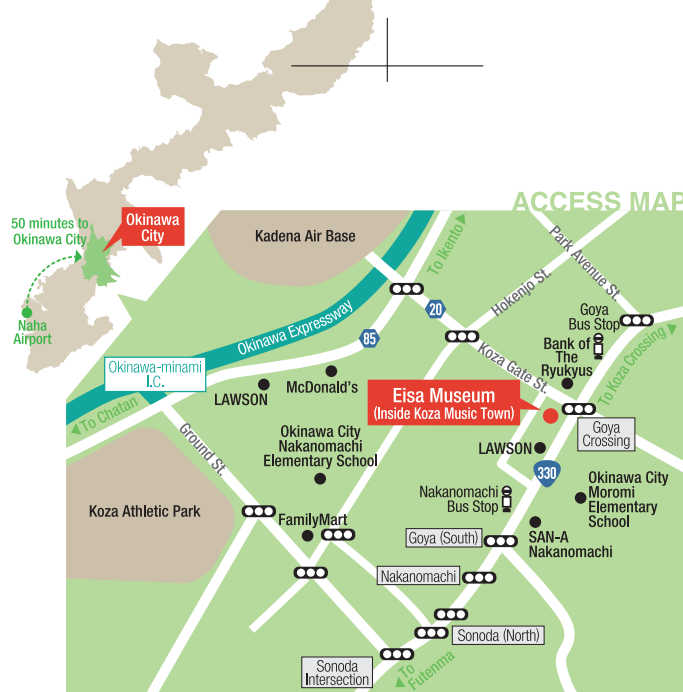 ACCESS MAP
50 minutes to
Okinawa City
Okinawa
City
Naha
Airport
Kadena Air Base
To Ikento
Park Avenue St.
Hokenjo St.
Okinawa Expressway
85
20
Goya
Bus Stop
Koza Gate St.
Bank of
The
Ryukyus
To Koza Crossing
Okinawa-minami
I.C.
McDonald's
LAWSON
To Chatan
Eisa Museum
(Inside Koza Music Town)
Goya
Crossing
Ground St.
Okinawa City
Nakanomachi
Elementary School
LAWSON
330
Koza Athletic Park
Nakanomachi
Bus Stop
Okinawa City
Moromi
Elementary
School
FamilyMart
Goya (South)
SAN-A
Nakanomachi
Nakanomachi
Sonoda (North)
Sonoda
Intersection
To
Futenma